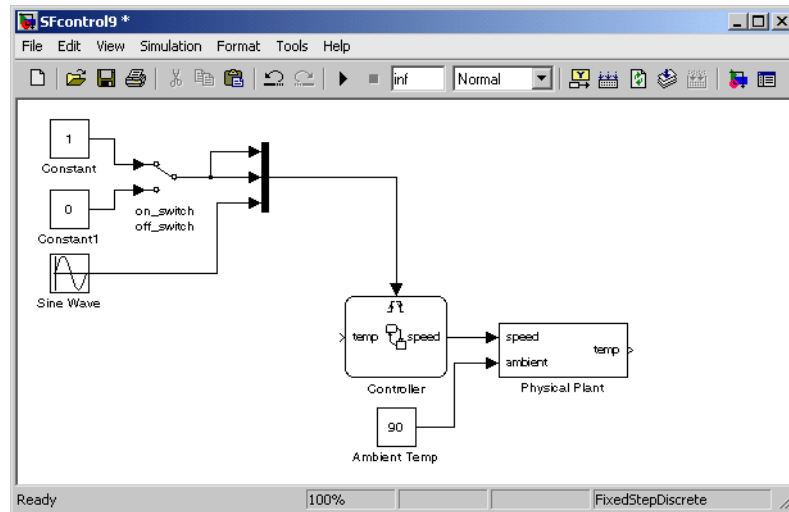 SFcontrol9 *
File Edit View Simulation Format Tools Help
inf Normal
1
Constant
0
on_switch
off_switch
Constant1
Sine Wave
temp speed
Controller
speed
temp
ambient
Physical Plant
90
Ambient Temp
Ready 100% FixedStepDiscrete